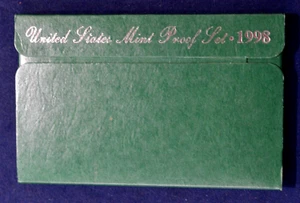 United States Mint Proof Set • 1998